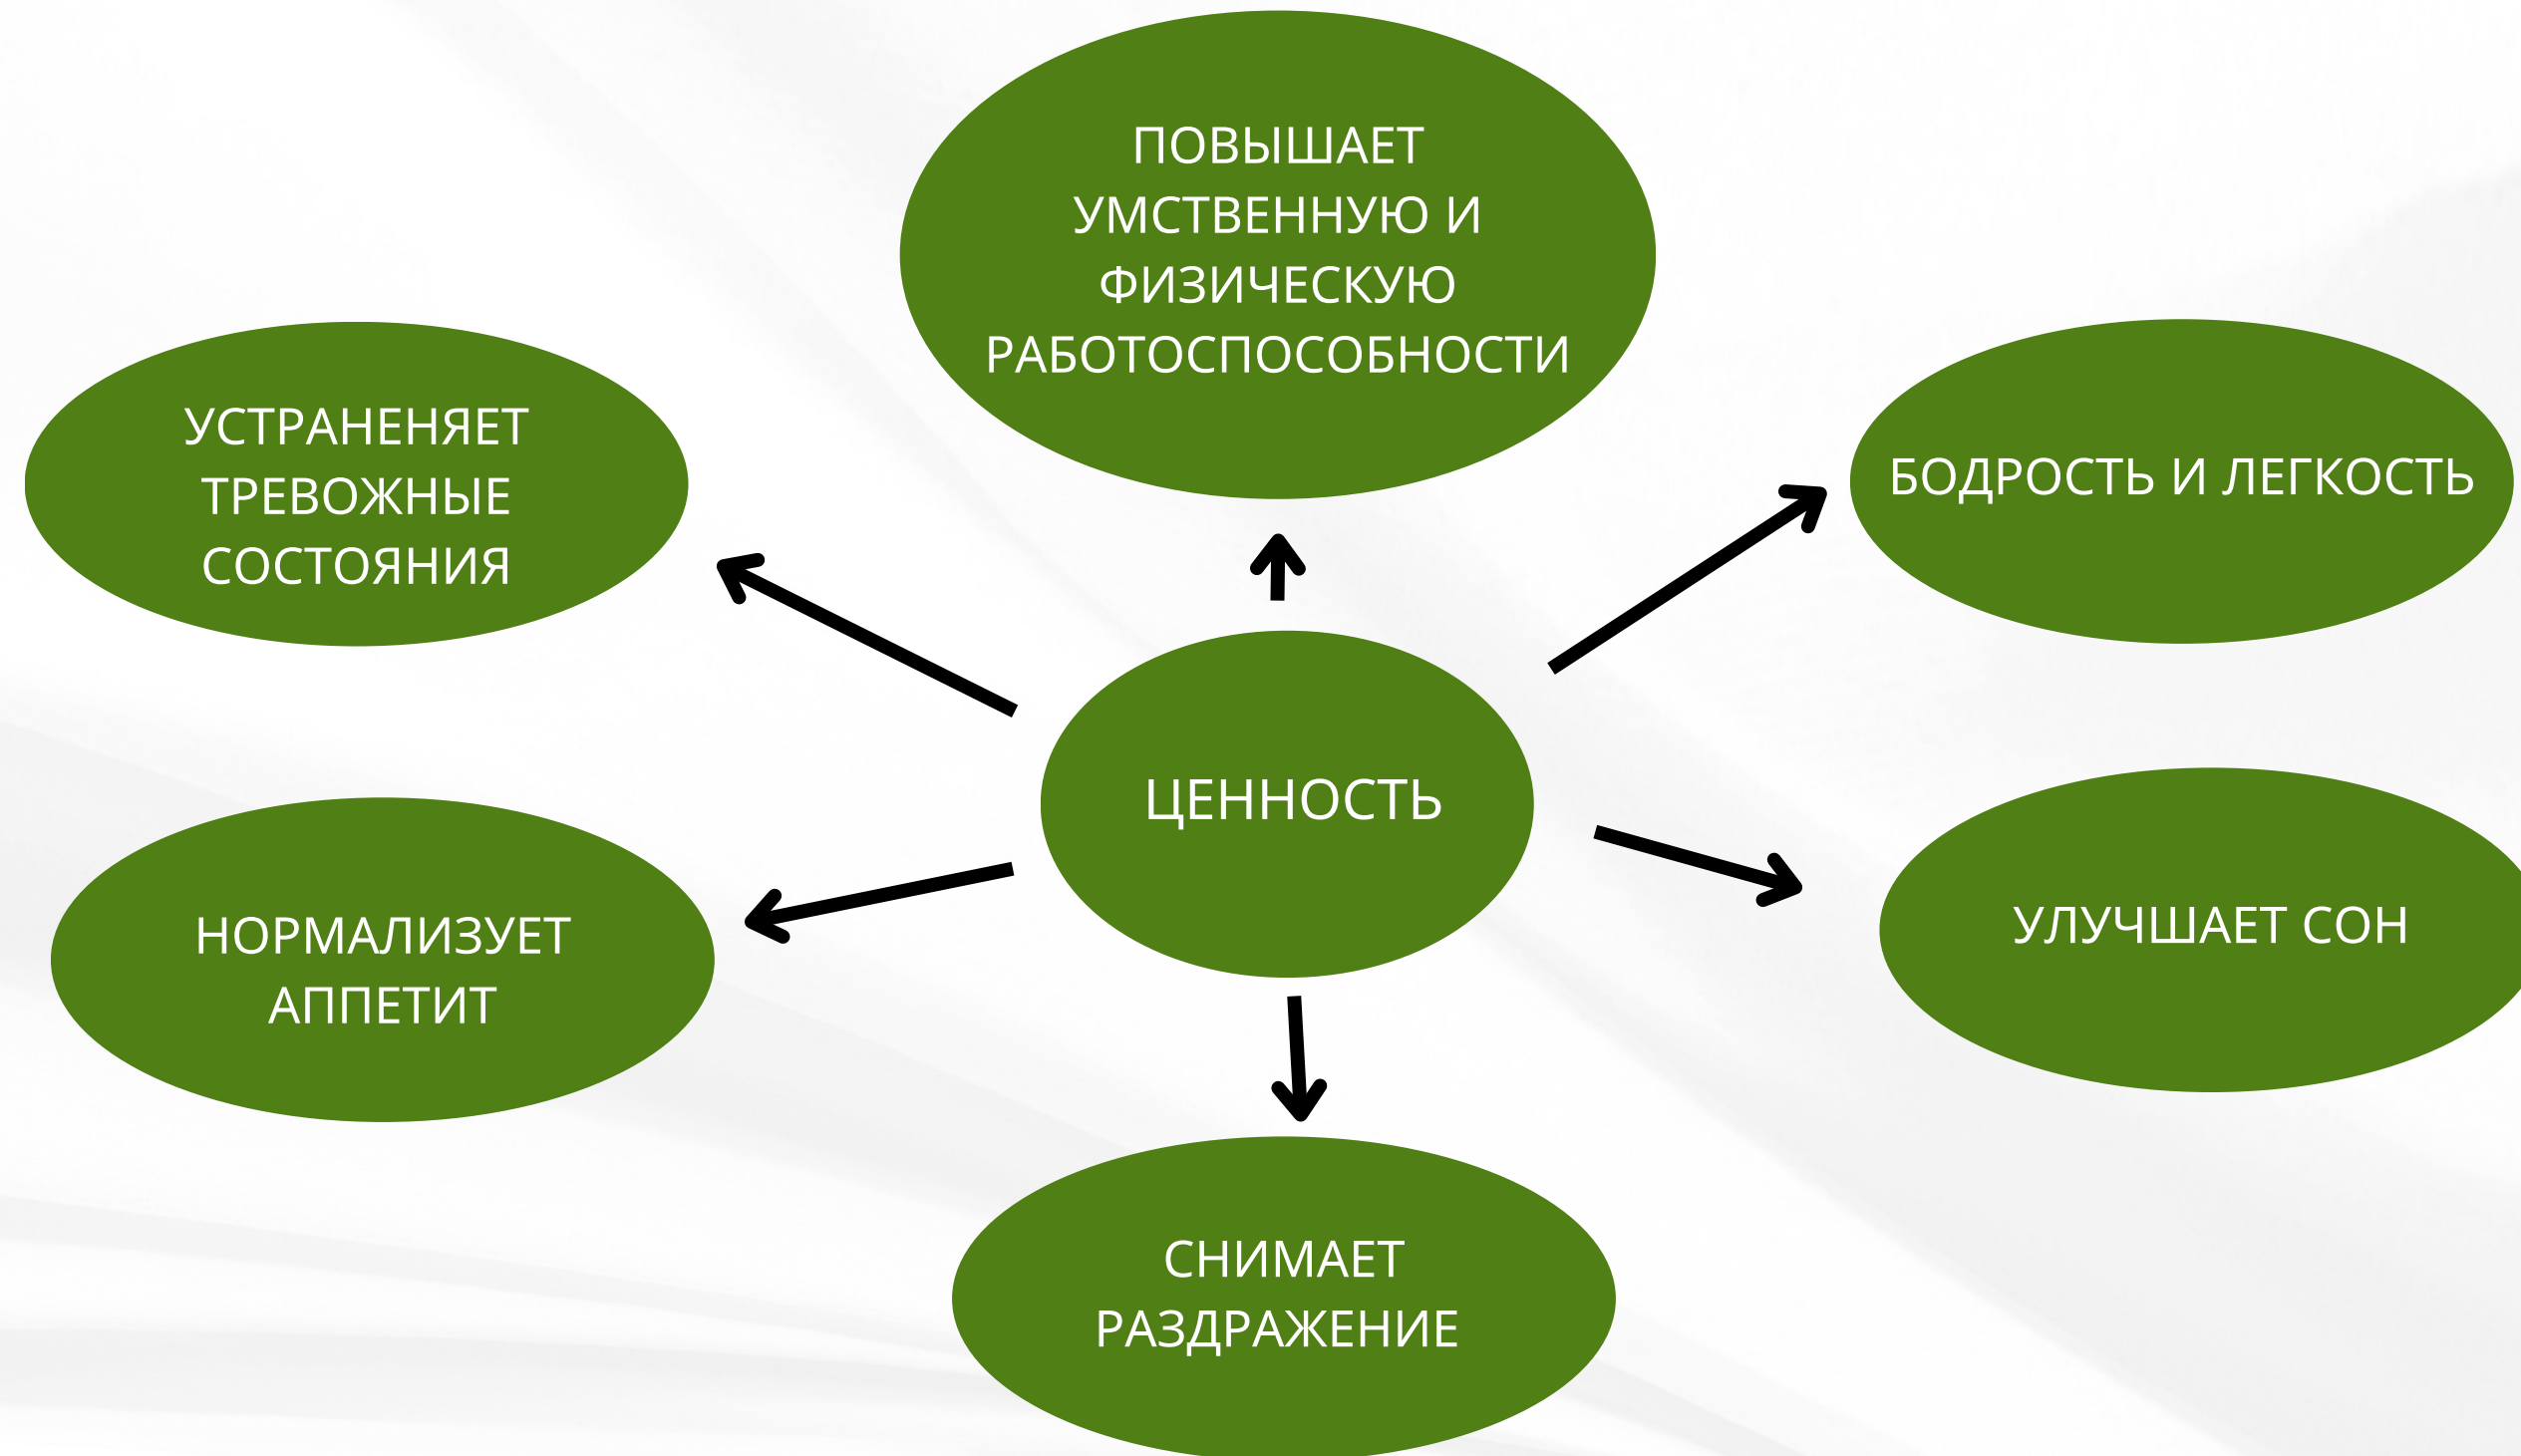 ПОВЫШАЕТ
УМСТВЕННУЮ И
ФИЗИЧЕСКУЮ
РАБОТОСПОСОБНОСТИ
УСТРАНЕНЯЕТ
ТРЕВОЖНЫЕ
СОСТОЯНИЯ
БОДРОСТЬ И ЛЕГКОСТЬ
ЦЕННОСТЬ
НОРМАЛИЗУЕТ
АППЕТИТ
УЛУЧШАЕТ СОН
СНИМАЕТ
РАЗДРАЖЕНИЕ